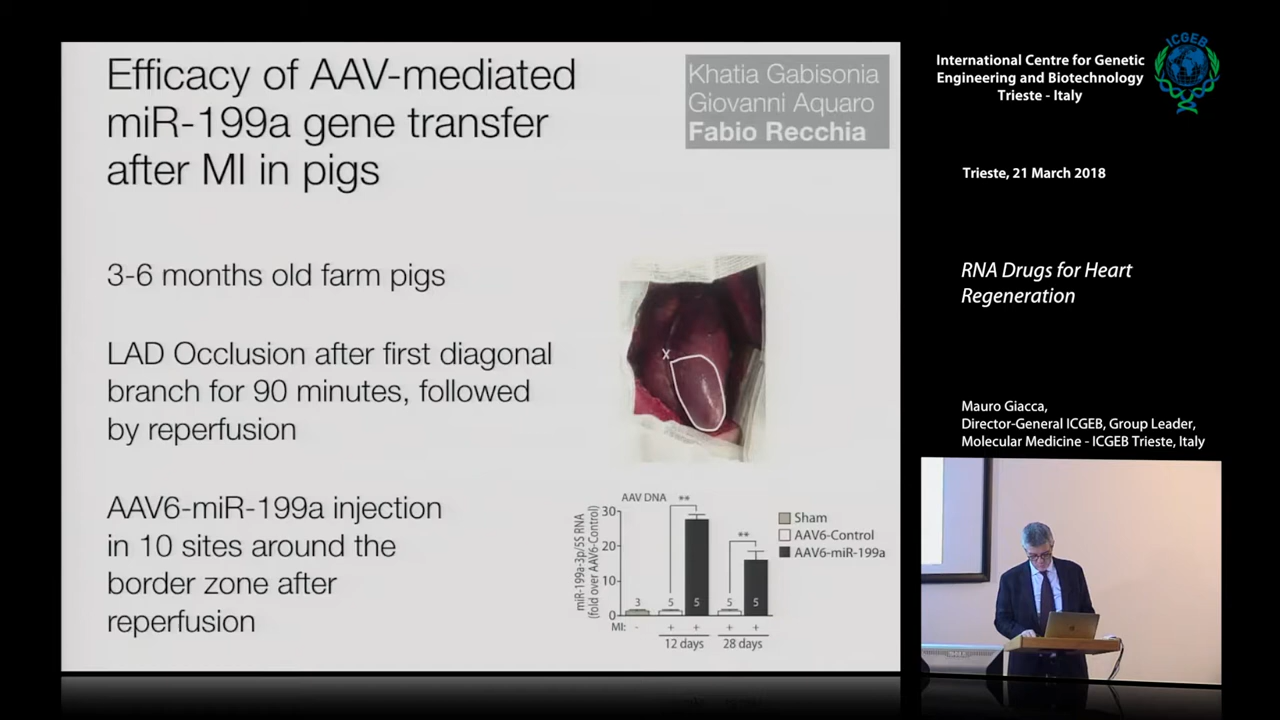 Efficacy of AAV-mediated
miR-199a gene transfer
after MI in pigs
Khatia Gabisonia
Giovanni Aquaro
Fabio Recchia
3-6 months old farm pigs
LAD Occlusion after first diagonal
branch for 90 minutes, followed
by reperfusion
AAV6-miR-199a injection
in 10 sites around the
border zone after
reperfusion
X
AAV DNA
miR-199a-3p/5S RNA
(fold over AAV6-Control)
30
20
10
0
**
**
3
5
5
5
5
MI:
-
+
+
+
+
12 days
28 days
Sham
AAV6-Control
AAV6-miR-199a
International Centre for Genetic
Engineering and Biotechnology
Trieste - Italy
ICGEB
Trieste, 21 March 2018
RNA Drugs for Heart
Regeneration
Mauro Giacca,
Director-General ICGEB, Group Leader,
Molecular Medicine - ICGEB Trieste, Italy